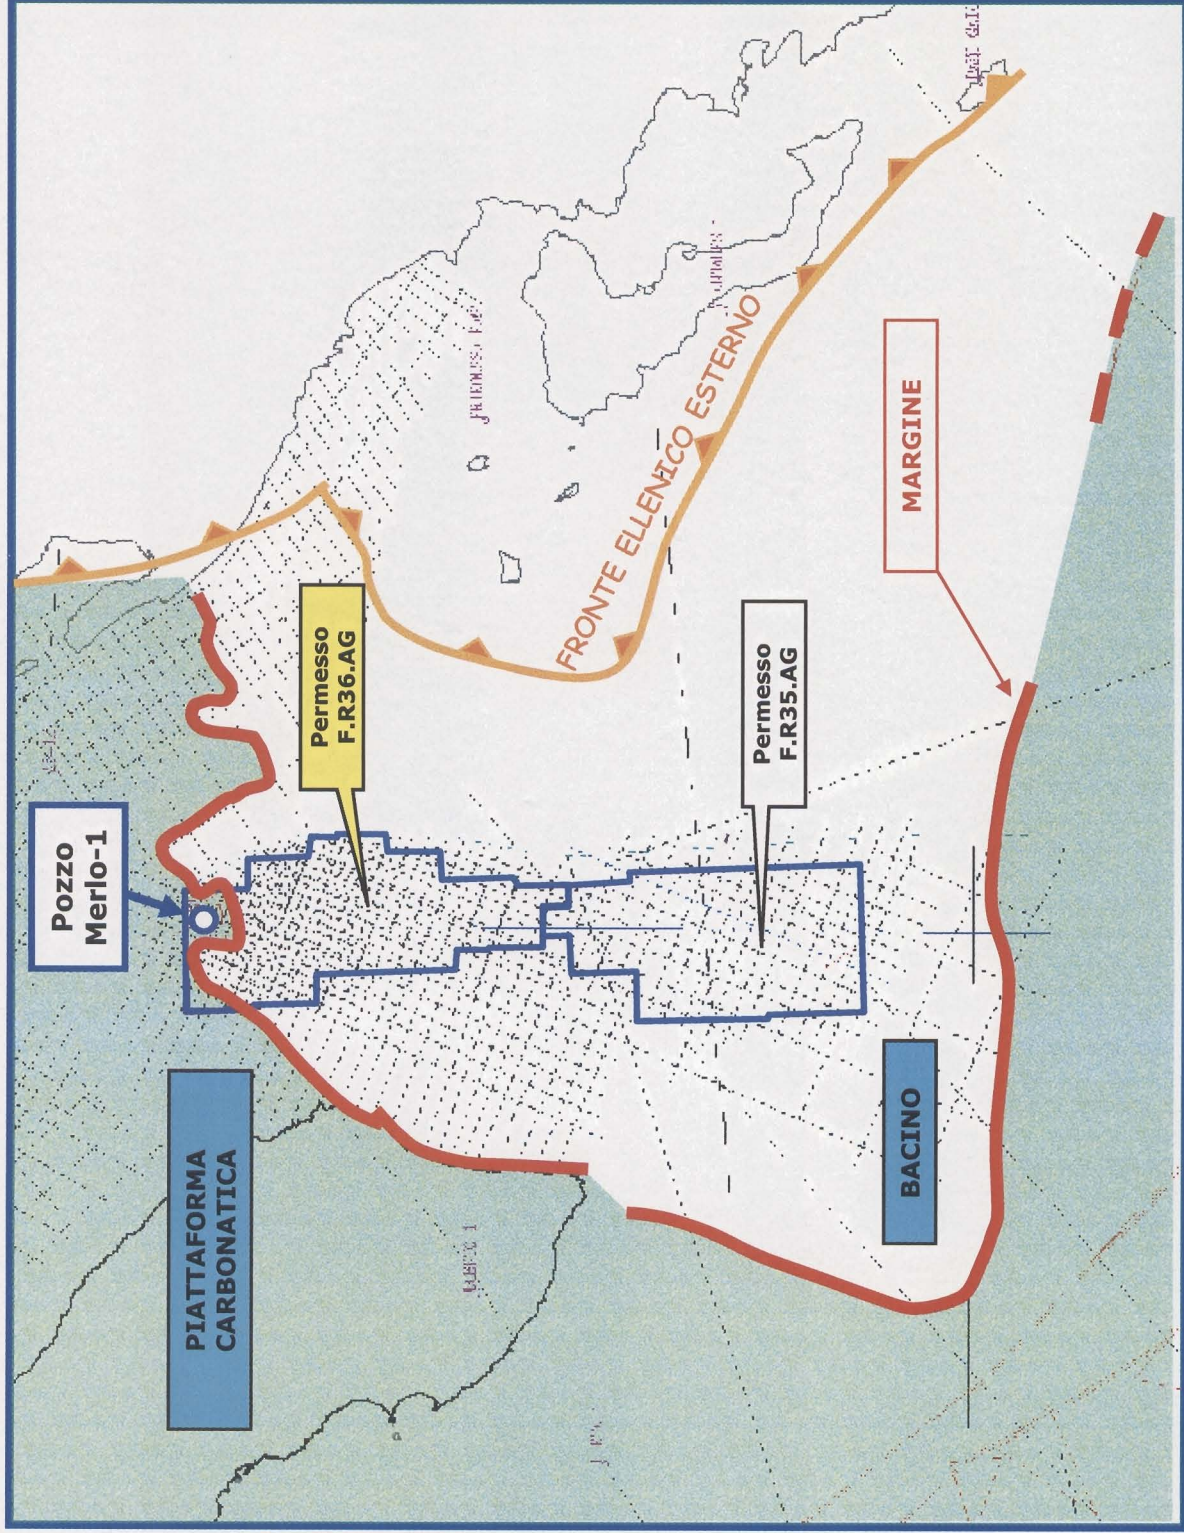 Pozzo
Merlo-1
PIATTAFORMA
CARBONATICA
Permesso
F.R36.AG
FRONTE ELLENICO ESTERNO
Permesso
F.R35.AG
MARGINE
BACINO